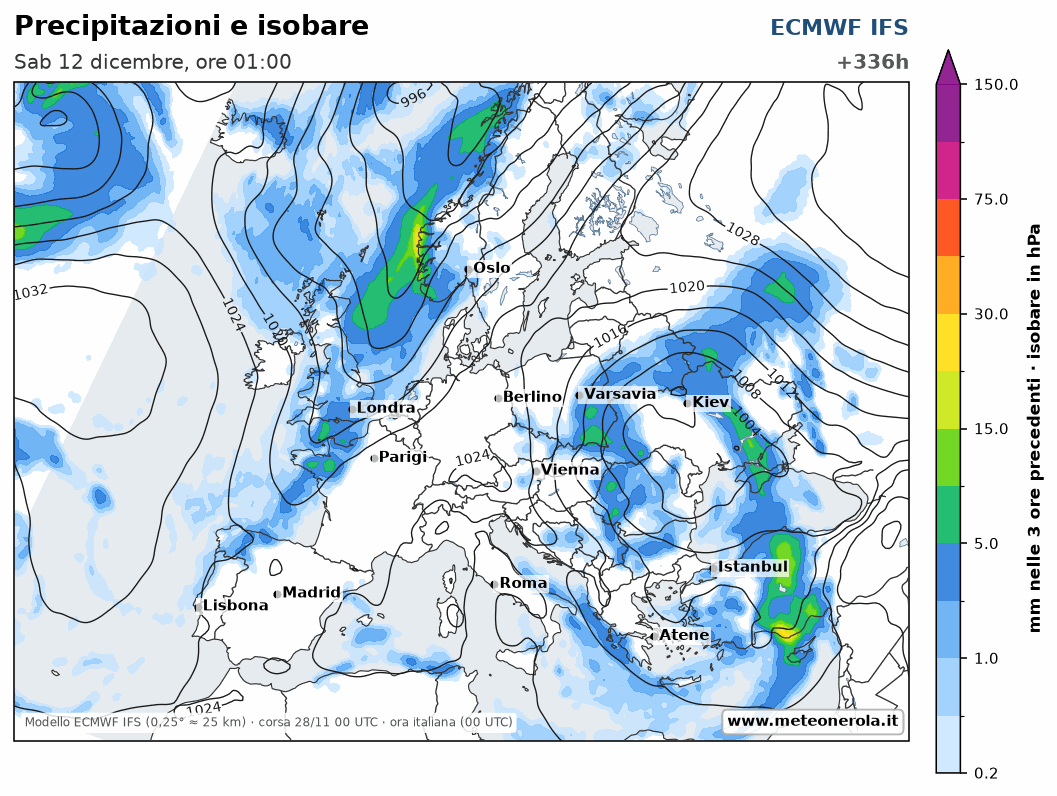 Precipitazioni e isobare
ECMWF IFS
Sab 12 dicembre, ore 01:00
+336h
996
1032
1028
1024
1020
1016
1012
1008
1004
1024
1024
Oslo
Berlino
Varsavia
Kiev
Londra
Parigi
Vienna
Istanbul
Roma
Madrid
Lisbona
Atene
Modello ECMWF IFS (0,25° ≈ 25 km) · corsa 28/11 00 UTC · ora italiana (00 UTC)
www.meteonerola.it
150.0
75.0
30.0
15.0
5.0
1.0
0.2
mm nelle 3 ore precedenti · isobare in hPa